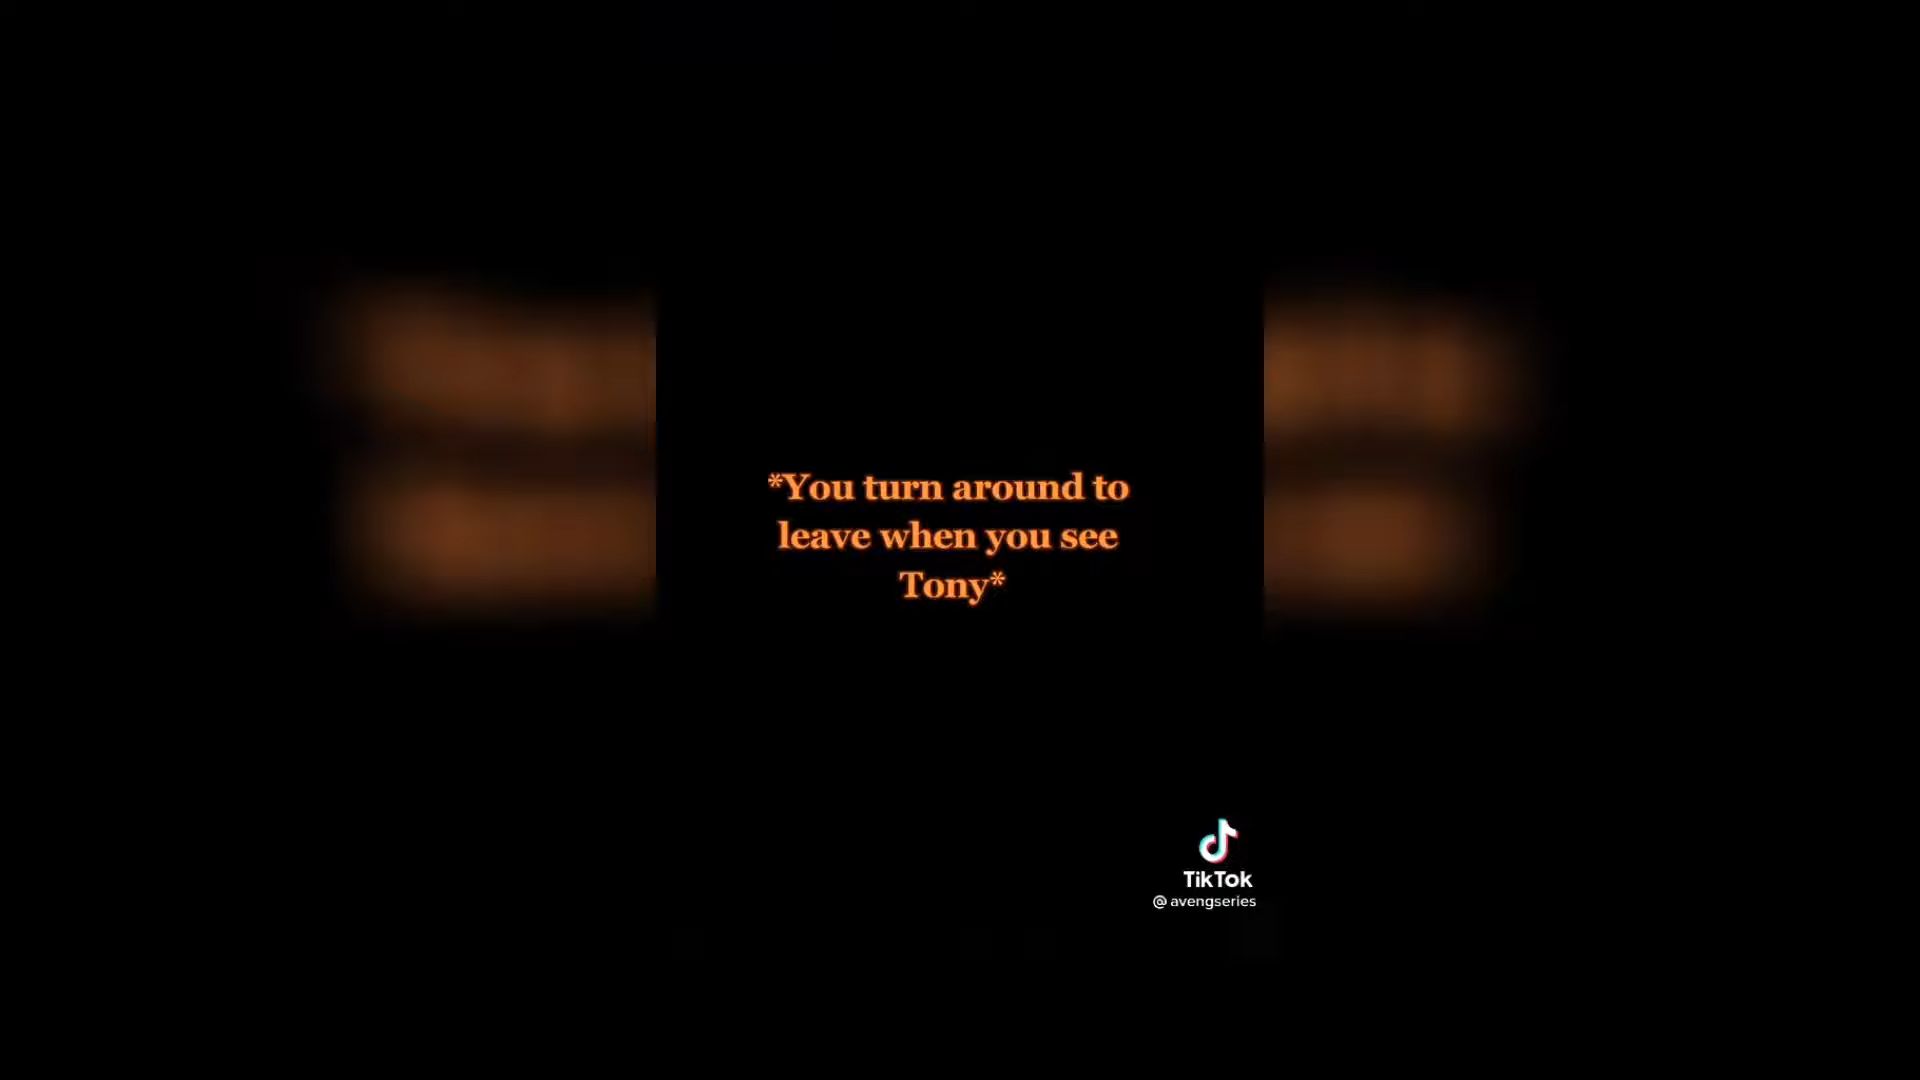 *You turn around to
leave when you see
Tony*
TikTok
@avengseries